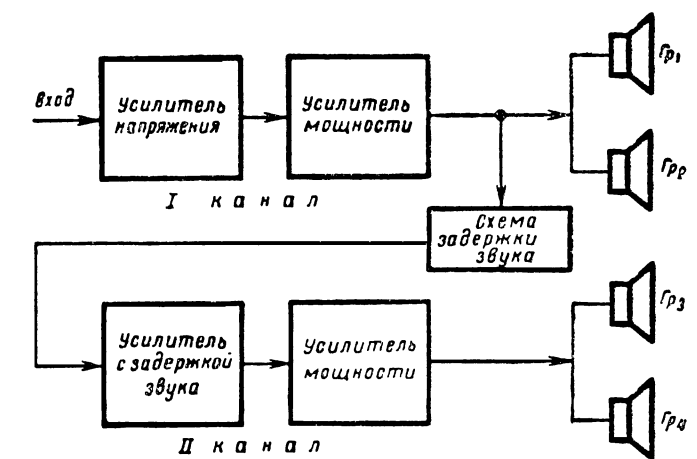 Вход
Усилитель
напряжения
Усилитель
мощности
Гр1
Гр2
I канал
Схема
задержки
звука
Усилитель
с задержкой
звука
Усилитель
мощности
Гр3
Гр4
II канал